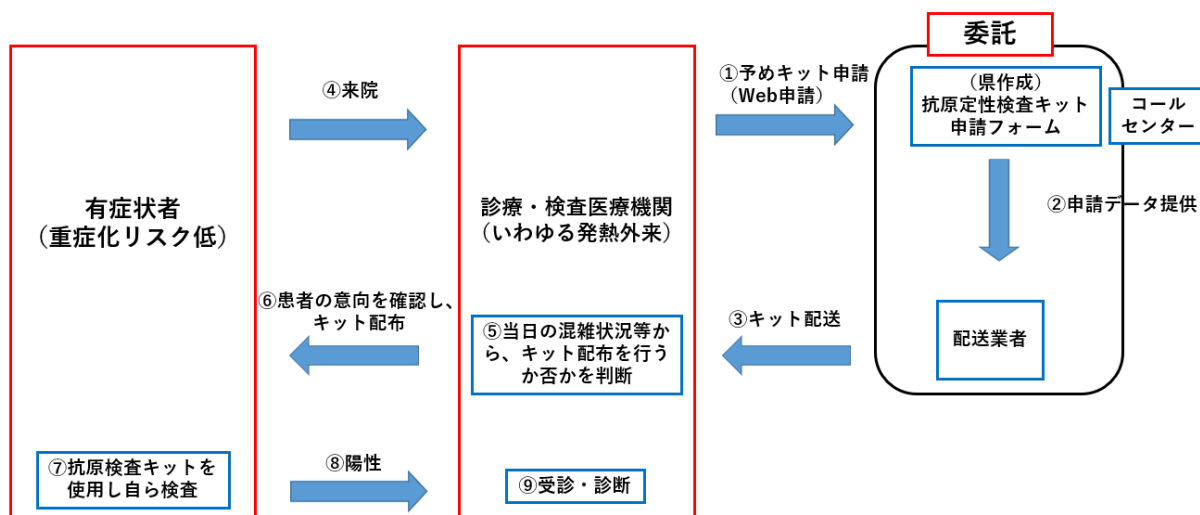 委託
④来院
①予めキット申請
（Web申請）
（県作成）
抗原定性検査キット
申請フォーム
コール
センター
有症状者
（重症化リスク低）
診療・検査医療機関
（いわゆる発熱外来）
②申請データ提供
⑥患者の意向を確認し、
キット配布
⑤当日の混雑状況等か
ら、キット配布を行う
か否かを判断
③キット配送
配送業者
⑦抗原検査キットを
使用し自ら検査
⑧陽性
⑨受診・診断